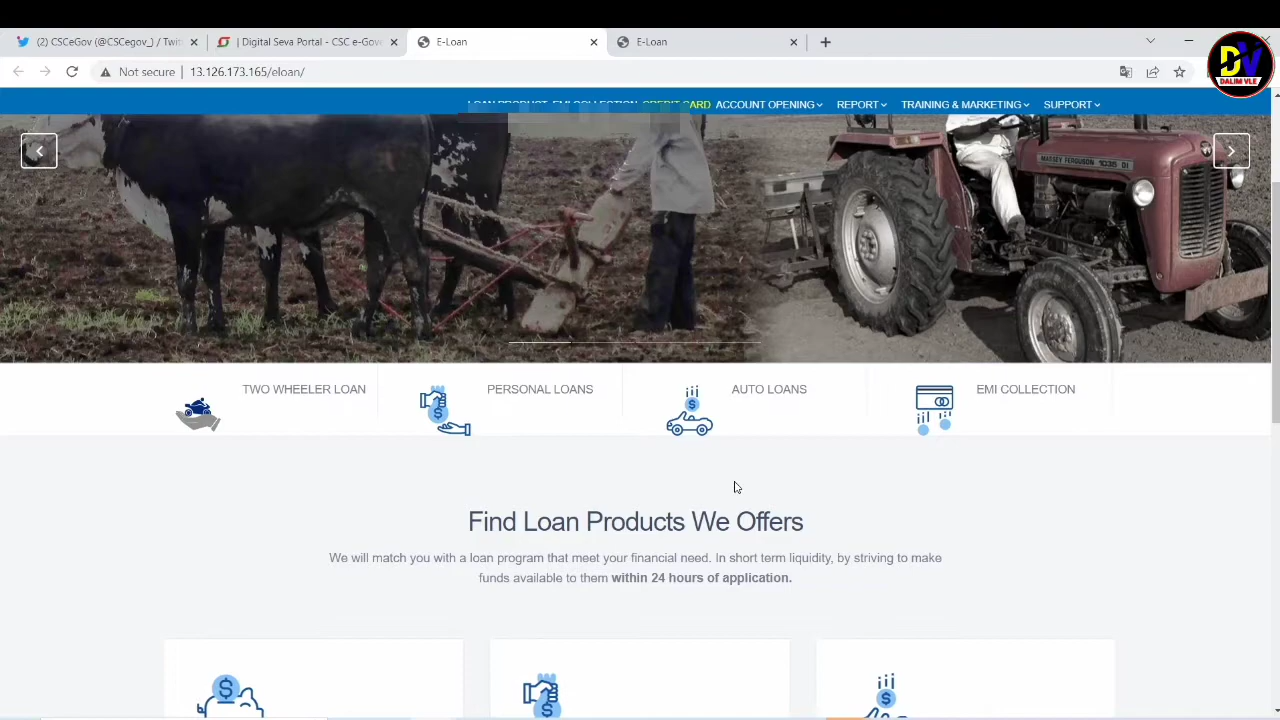 (2) CSCeGov (@CSCegov_) / Twit
| Digital Seva Portal - CSC e-Gov
E-Loan
E-Loan
Not secure
13.126.173.165/eloan/
DV
DALIM VLE
LOAN PRODUCT EMI COLLECTION CREDIT CARD ACCOUNT OPENING REPORT TRAINING & MARKETING SUPPORT
MASSEY FERGUSON 1035 DI
TWO WHEELER LOAN
PERSONAL LOANS
AUTO LOANS
EMI COLLECTION
Find Loan Products We Offers
We will match you with a loan program that meet your financial need. In short term liquidity, by striving to make
funds available to them within 24 hours of application.